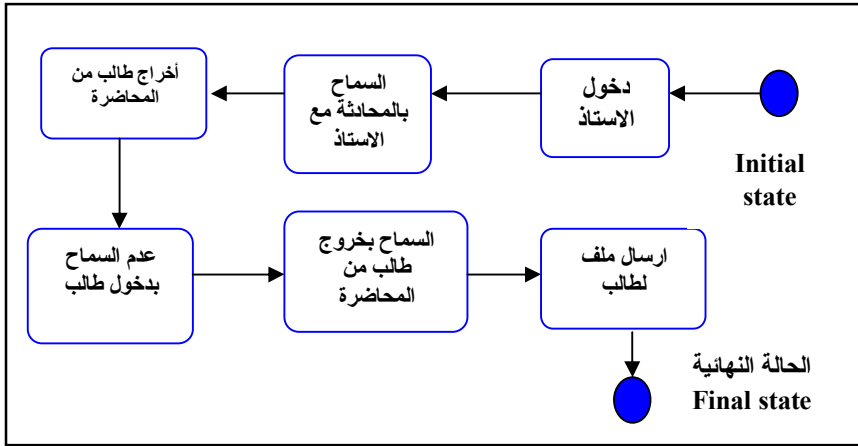 Initial
state
دخول
الاستاذ
السماح
بالمحادثة مع
الاستاذ
أخراج طالب من
المحاضرة
عدم السماح
بدخول طالب
السماح بخروج
طالب من
المحاضرة
ارسال ملف
لطالب
الحالة النهائية
Final state